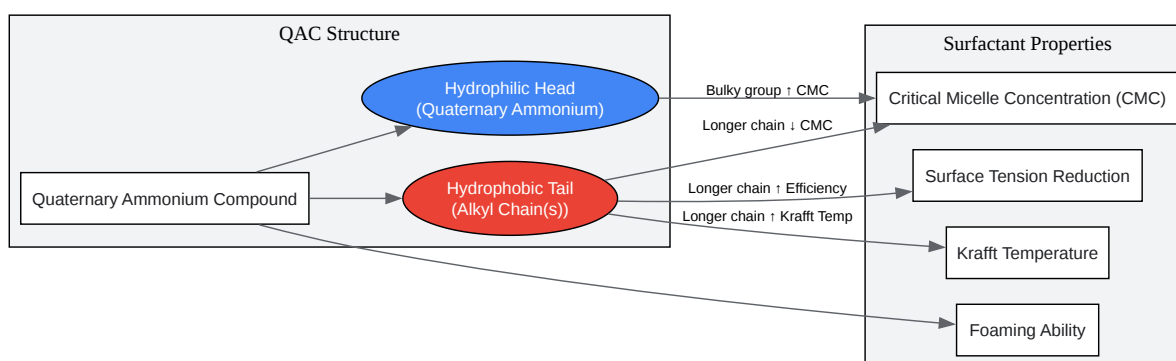 QAC Structure
Surfactant Properties
Hydrophilic Head
(Quaternary Ammonium)
Bulky group ↑ CMC
Critical Micelle Concentration (CMC)
Longer chain ↓ CMC
Quaternary Ammonium Compound
Hydrophobic Tail
(Alkyl Chain(s))
Longer chain ↑ Efficiency
Surface Tension Reduction
Longer chain ↑ Krafft Temp
Krafft Temperature
Foaming Ability